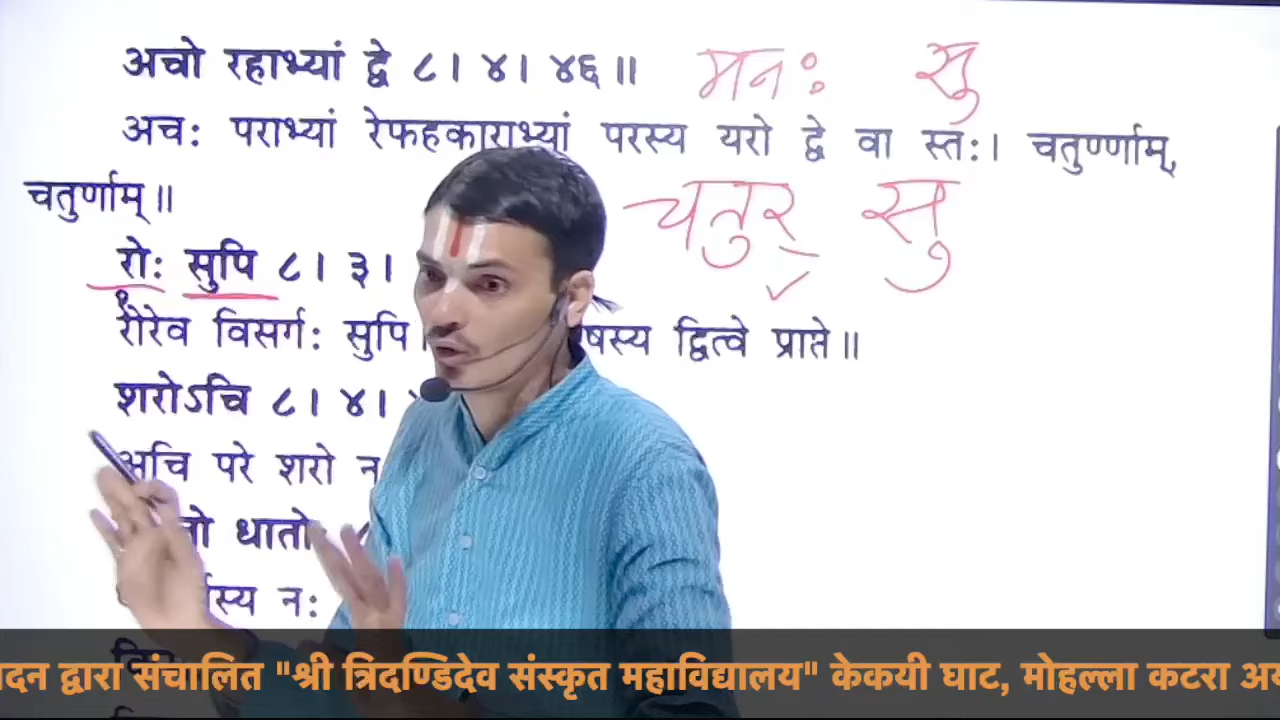 अचो रहाभ्यां द्वे ८। ४। ४६॥ मनः सु
अचः पराभ्यां रेफहकाराभ्यां परस्य यरो द्वे वा स्तः। चतुर्ण्णाम्,
चतुर्णाम्॥ चतुर् सु
रोः सुपि ८। ३।
रोरेव विसर्गः सुपि षस्य द्वित्वे प्राप्ते॥
शरोऽचि ८। ४।
अचि परे शरो न
नो धातोः
स्य नः
दन द्वारा संचालित "श्री त्रिदण्डिदेव संस्कृत महाविद्यालय" केकयी घाट, मोहल्ला कटरा अय